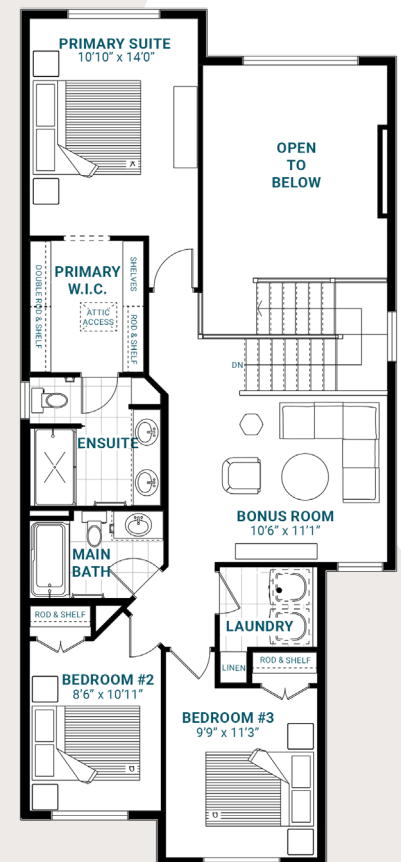 PRIMARY SUITE
10'10" x 14'0"
OPEN
TO
BELOW
PRIMARY
W.I.C.
DOUBLE ROD & SHELF
SHELVES
ATTIC
ACCESS
ROD & SHELF
DN
ENSUITE
BONUS ROOM
10'6" x 11'1"
MAIN
BATH
ROD & SHELF
LAUNDRY
LINEN
ROD & SHELF
BEDROOM #2
8'6" x 10'11"
BEDROOM #3
9'9" x 11'3"